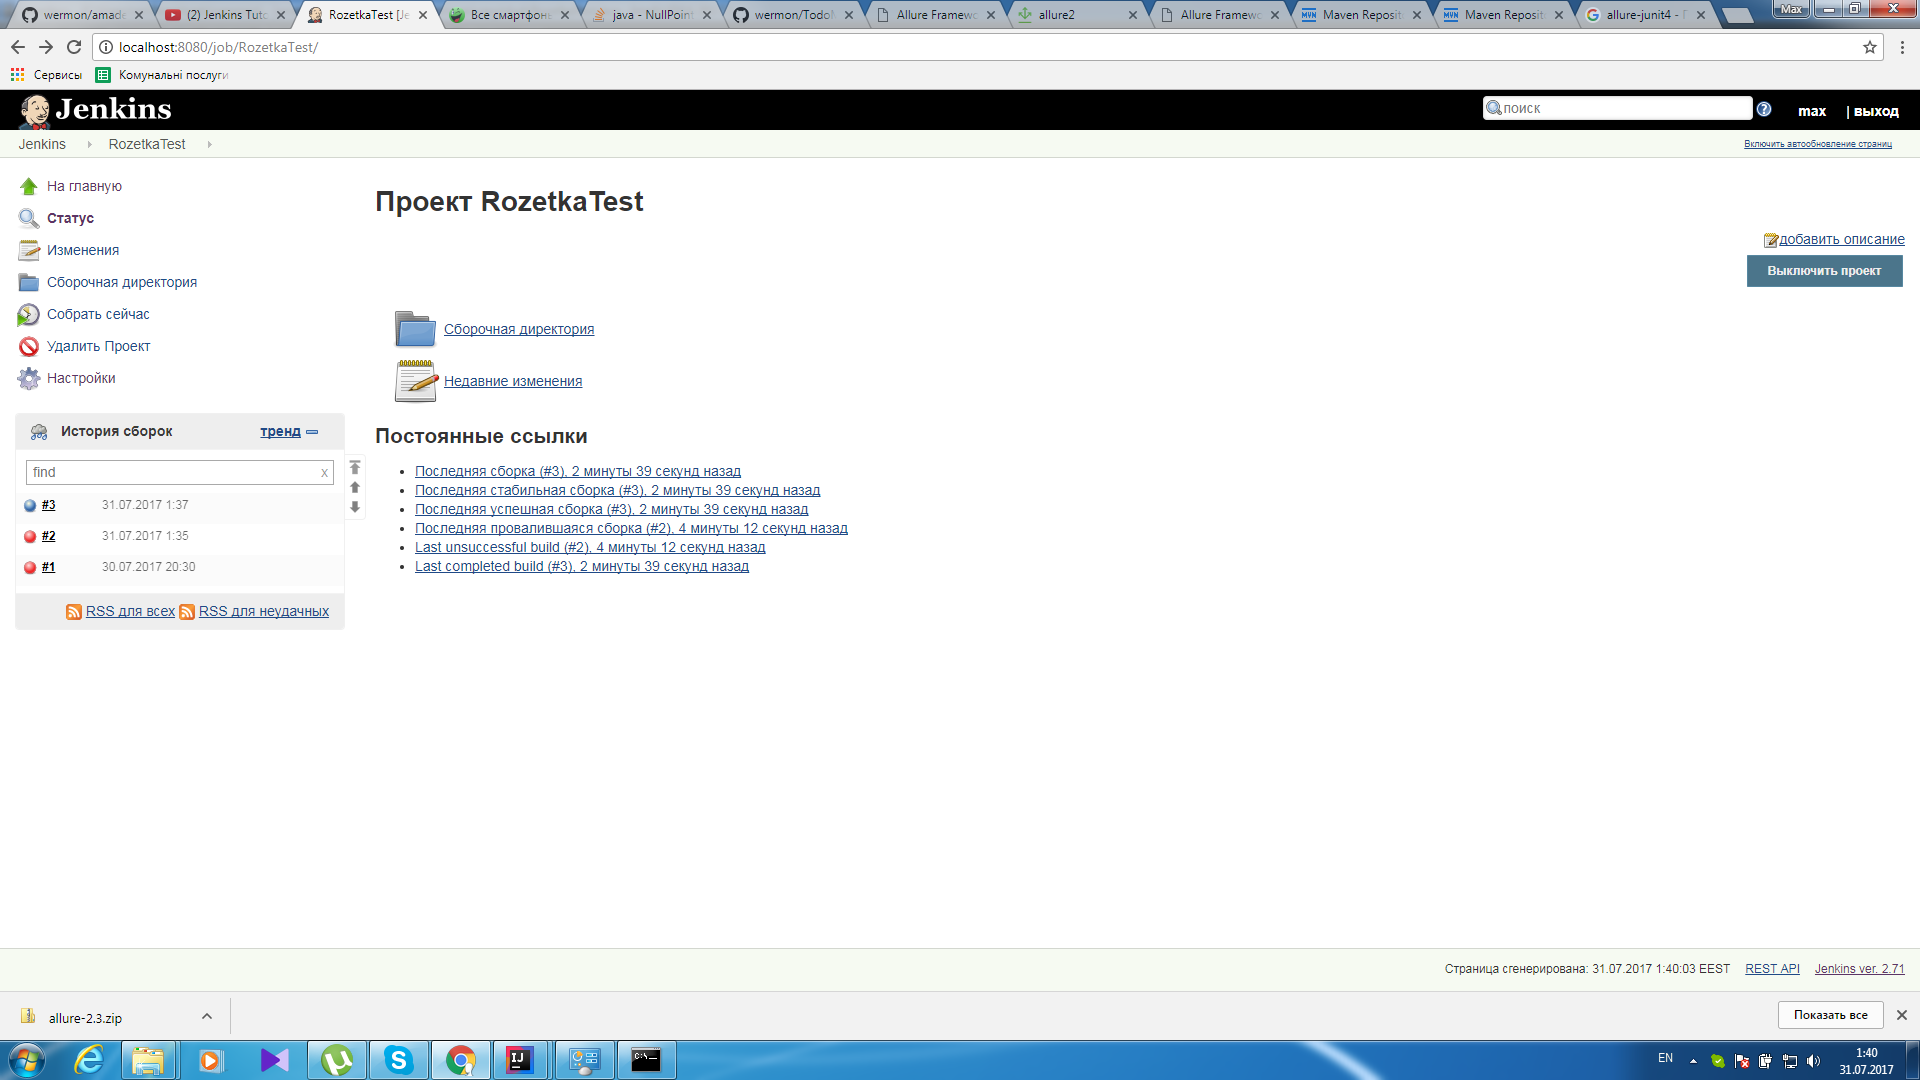 wermon/amade
(2) Jenkins Tuto
RozetkaTest [Je
Все смартфоны
java - NullPoint
wermon/Todo
Allure Framewo
allure2
Allure Framewo
Maven Reposito
Maven Reposito
allure-junit4 -
Max
localhost:8080/job/RozetkaTest/
Сервисы
Комунальні послуги
Jenkins
поиск
max
| выход
Jenkins
RozetkaTest
Включить автообновление страниц
На главную
Статус
Изменения
Сборочная директория
Собрать сейчас
Удалить Проект
Настройки
Проект RozetkaTest
добавить описание
Выключить проект
Сборочная директория
Недавние изменения
История сборок
тренд
find
x
#3 31.07.2017 1:37
#2 31.07.2017 1:35
#1 30.07.2017 20:30
RSS для всех RSS для неудачных
Постоянные ссылки
Последняя сборка (#3), 2 минуты 39 секунд назад
Последняя стабильная сборка (#3), 2 минуты 39 секунд назад
Последняя успешная сборка (#3), 2 минуты 39 секунд назад
Последняя провалившаяся сборка (#2), 4 минуты 12 секунд назад
Last unsuccessful build (#2), 4 минуты 12 секунд назад
Last completed build (#3), 2 минуты 39 секунд назад
Страница сгенерирована: 31.07.2017 1:40:03 EEST REST API Jenkins ver. 2.71
allure-2.3.zip
Показать все
EN
1:40
31.07.2017